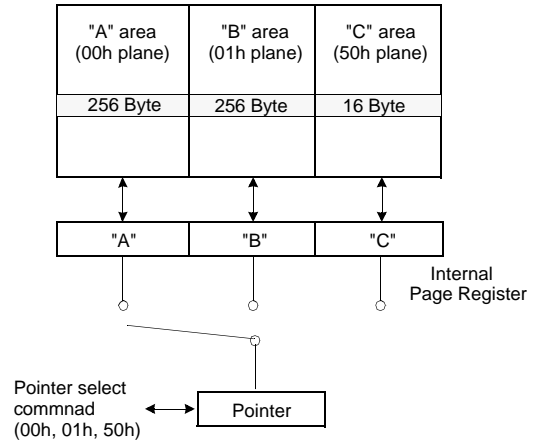 "A" area "B" area "C" area
(00h plane) (01h plane) (50h plane)
256 Byte 256 Byte 16 Byte
"A" "B" "C"
Internal
Page Register
Pointer select
commnad
(00h, 01h, 50h)
Pointer